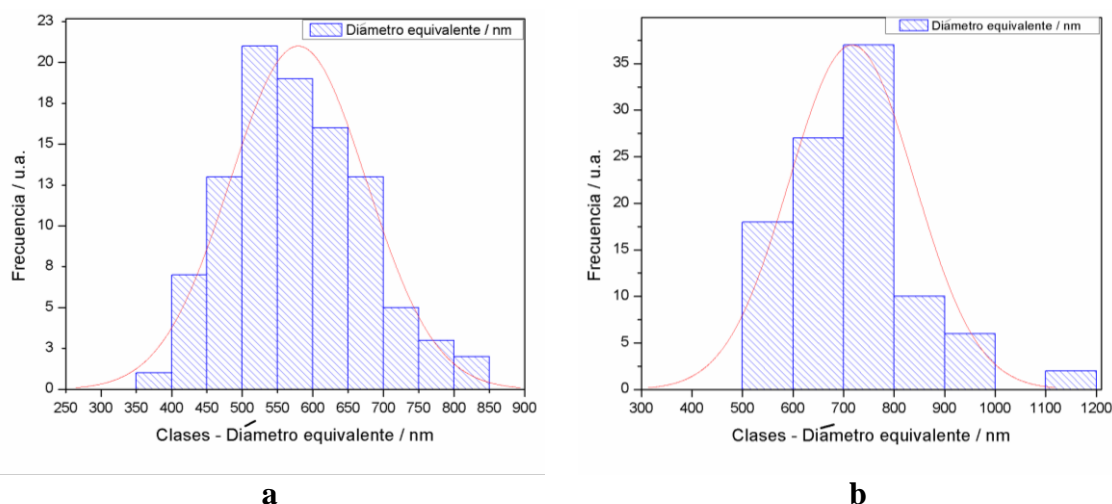 Diámetro equivalente / nm
Frecuencia / u.a.
23
20
18
15
13
10
8
5
3
0
250 300 350 400 450 500 550 600 650 700 750 800 850 900
Clases - Diámetro equivalente / nm
a
Diámetro equivalente / nm
Frecuencia / u.a.
35
30
25
20
15
10
5
0
300 400 500 600 700 800 900 1000 1100 1200
Clases - Diámetro equivalente / nm
b